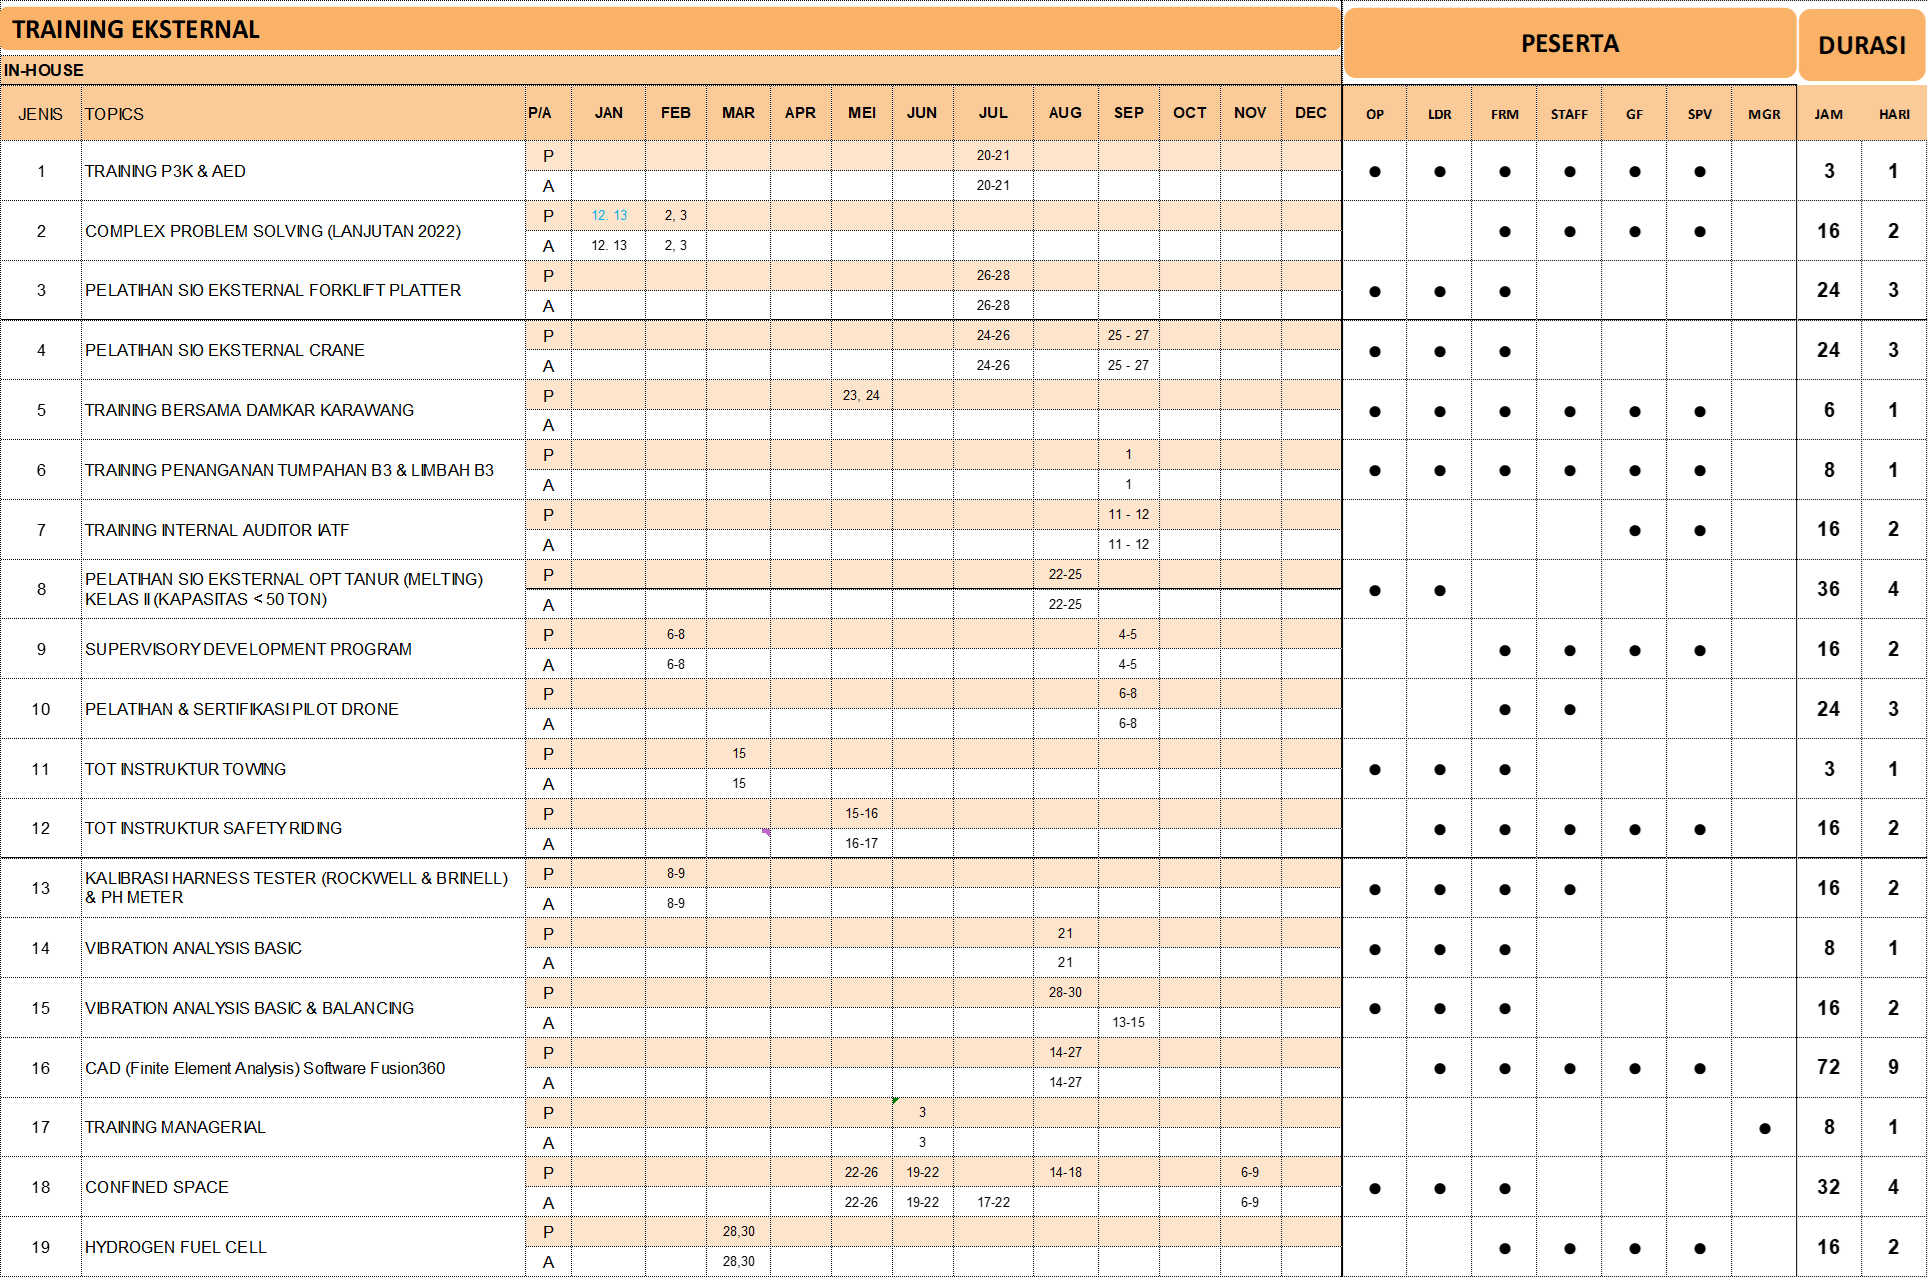 TRAINING EKSTERNAL
PESERTA
DURASI
IN-HOUSE
JENIS TOPICS P/A JAN FEB MAR APR MEI JUN JUL AUG SEP OCT NOV DEC OP LDR FRM STAFF GF SPV MGR JAM HARI
P 20-21
1 TRAINING P3K & AED ● ● ● ● ● ● 3 1
A 20-21
P 12. 13 2, 3
2 COMPLEX PROBLEM SOLVING (LANJUTAN 2022) ● ● ● ● 16 2
A 12. 13 2, 3
P 26-28
3 PELATIHAN SIO EKSTERNAL FORKLIFT PLATTER ● ● ● 24 3
A 26-28
P 24-26 25 - 27
4 PELATIHAN SIO EKSTERNAL CRANE ● ● ● 24 3
A 24-26 25 - 27
P 23, 24
5 TRAINING BERSAMA DAMKAR KARAWANG ● ● ● ● ● ● 6 1
A
P 1
6 TRAINING PENANGANAN TUMPAHAN B3 & LIMBAH B3 ● ● ● ● ● ● 8 1
A 1
P 11 - 12
7 TRAINING INTERNAL AUDITOR IATF ● ● 16 2
A 11 - 12
P 22-25
8 PELATIHAN SIO EKSTERNAL OPT TANUR (MELTING)
KELAS II (KAPASITAS < 50 TON) ● ● 36 4
A 22-25
P 6-8 4-5
9 SUPERVISORY DEVELOPMENT PROGRAM ● ● ● ● 16 2
A 6-8 4-5
P 6-8
10 PELATIHAN & SERTIFIKASI PILOT DRONE ● ● 24 3
A 6-8
P 15
11 TOT INSTRUKTUR TOWING ● ● ● 3 1
A 15
P 15-16
12 TOT INSTRUKTUR SAFETY RIDING ● ● ● ● ● 16 2
A 16-17
P 8-9
13 KALIBRASI HARNESS TESTER (ROCKWELL & BRINELL)
& PH METER ● ● ● ● 16 2
A 8-9
P 21
14 VIBRATION ANALYSIS BASIC ● ● ● 8 1
A 21
P 28-30
15 VIBRATION ANALYSIS BASIC & BALANCING ● ● ● 16 2
A 13-15
P 14-27
16 CAD (Finite Element Analysis) Software Fusion360 ● ● ● ● ● 72 9
A 14-27
P 3
17 TRAINING MANAGERIAL ● 8 1
A 3
P 22-26 19-22 14-18 6-9
18 CONFINED SPACE ● ● ● 32 4
A 22-26 19-22 17-22 6-9
P 28,30
19 HYDROGEN FUEL CELL ● ● ● ● 16 2
A 28,30